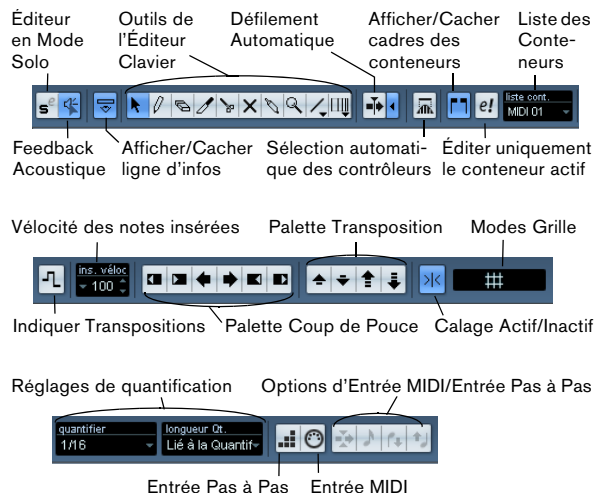 Éditeur
en Mode
Solo
Outils de
l'Éditeur
Clavier
Défilement
Automatique
Afficher/Cacher
cadres des
conteneurs
Liste des
Conte-
neurs
liste cont.
MIDI 01
Feedback
Acoustique
Afficher/Cacher
ligne d'infos
Sélection automati-
que des contrôleurs
Éditer uniquement
le conteneur actif
Vélocité des notes insérées
Palette Transposition
Modes Grille
ins. véloc
100
Indiquer Transpositions
Palette Coup de Pouce
Calage Actif/Inactif
Réglages de quantification
Options d'Entrée MIDI/Entrée Pas à Pas
quantifier
1/16
longueur Qt.
Lié à la Quantif
Entrée Pas à Pas
Entrée MIDI